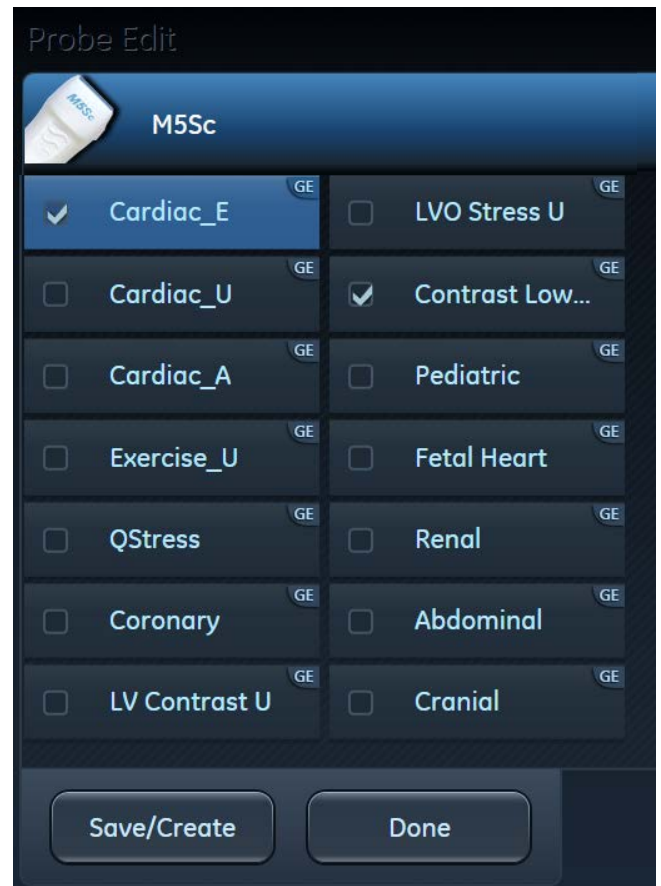 Probe Edit
M5Sc
M5Sc
Cardiac_E GE
LVO Stress U GE
Cardiac_U GE
Contrast Low... GE
Cardiac_A GE
Pediatric GE
Exercise_U GE
Fetal Heart GE
QStress GE
Renal GE
Coronary GE
Abdominal GE
LV Contrast U GE
Cranial GE
Save/Create
Done